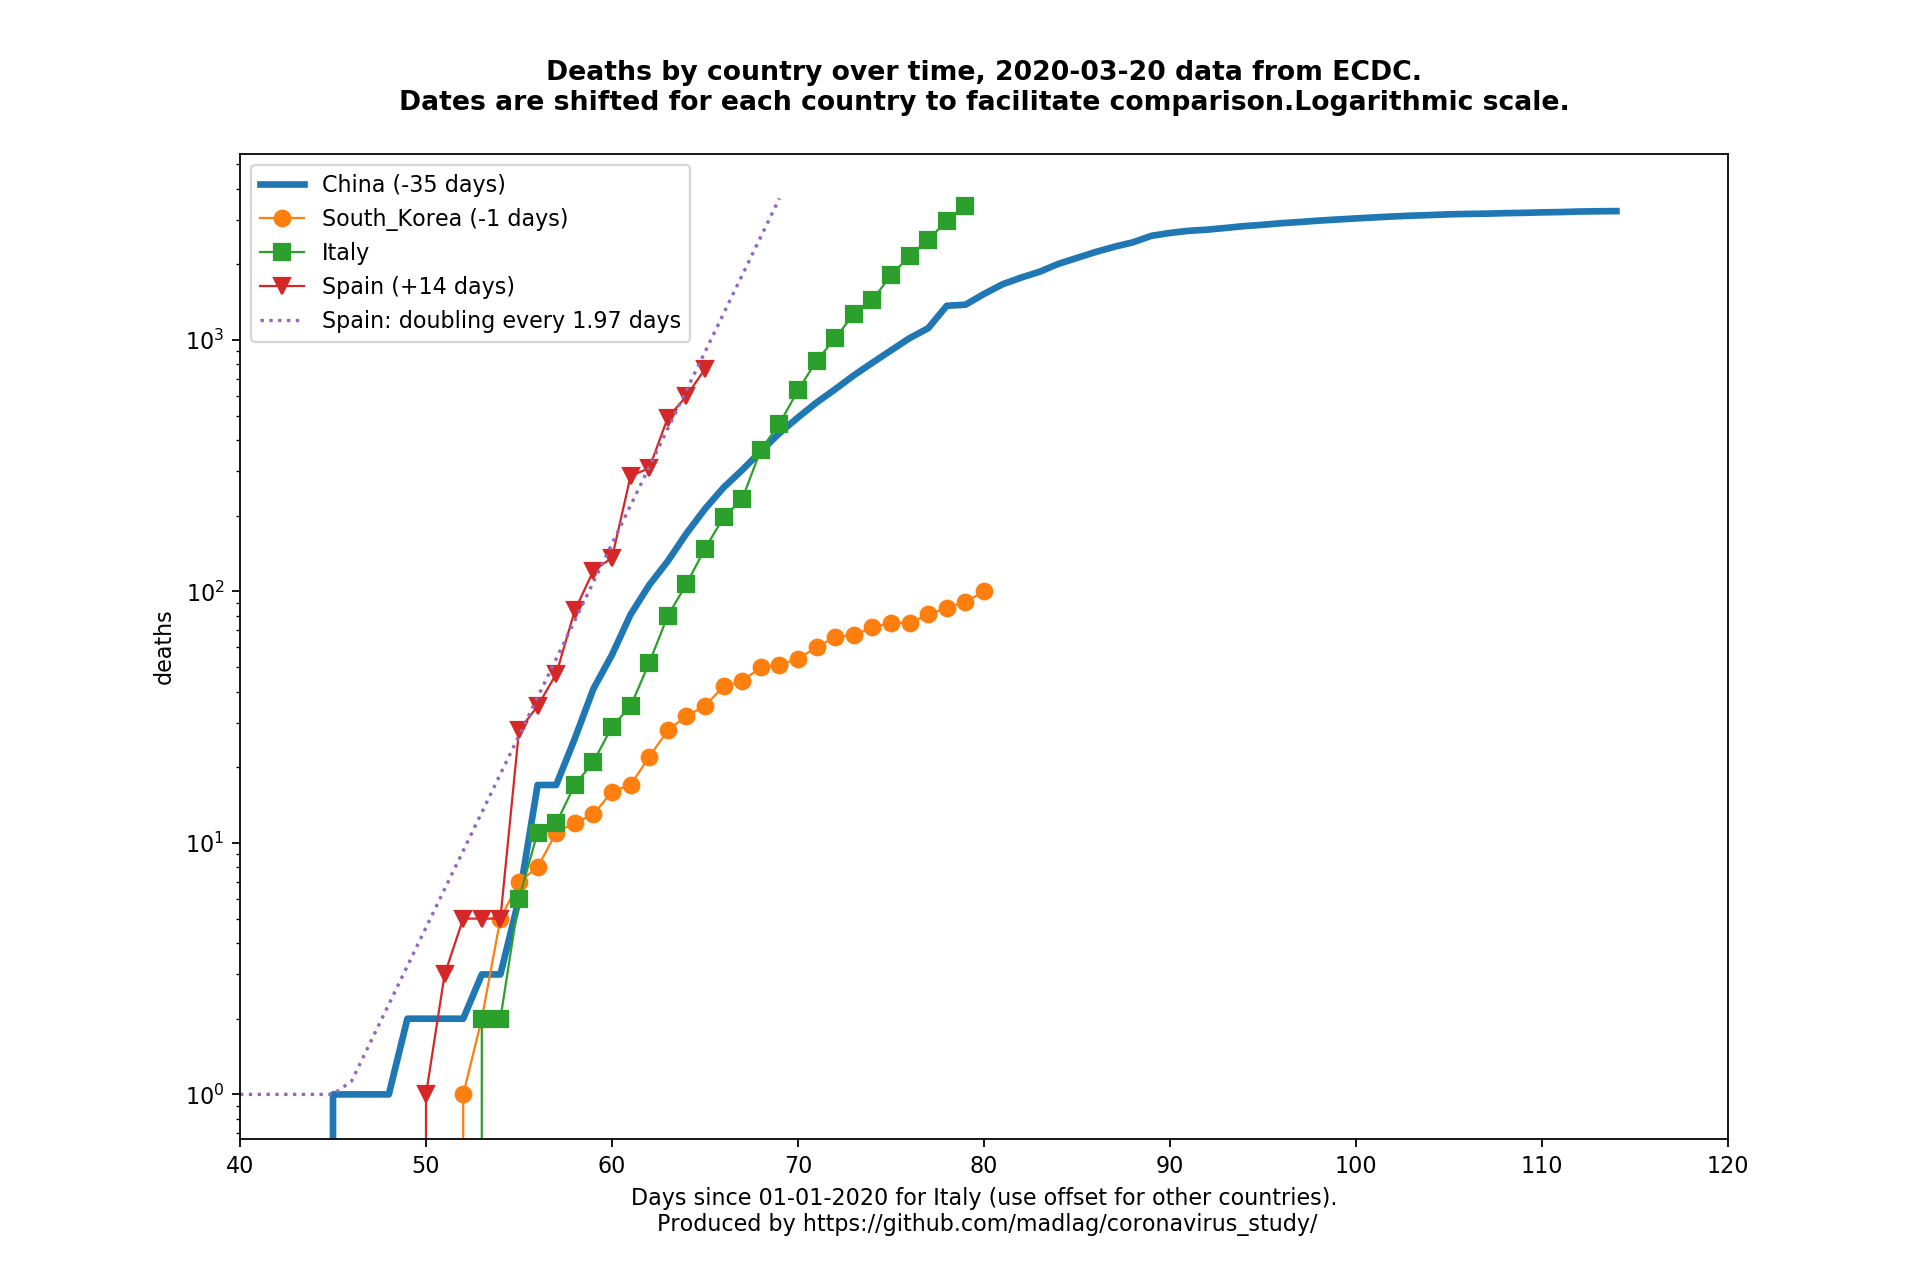 Deaths by country over time, 2020-03-20 data from ECDC.
Dates are shifted for each country to facilitate comparison.Logarithmic scale.
China (-35 days)
South_Korea (-1 days)
Italy
Spain (+14 days)
Spain: doubling every 1.97 days
deaths
10³
10²
10¹
10⁰
40 50 60 70 80 90 100 110 120
Days since 01-01-2020 for Italy (use offset for other countries).
Produced by https://github.com/madlag/coronavirus_study/